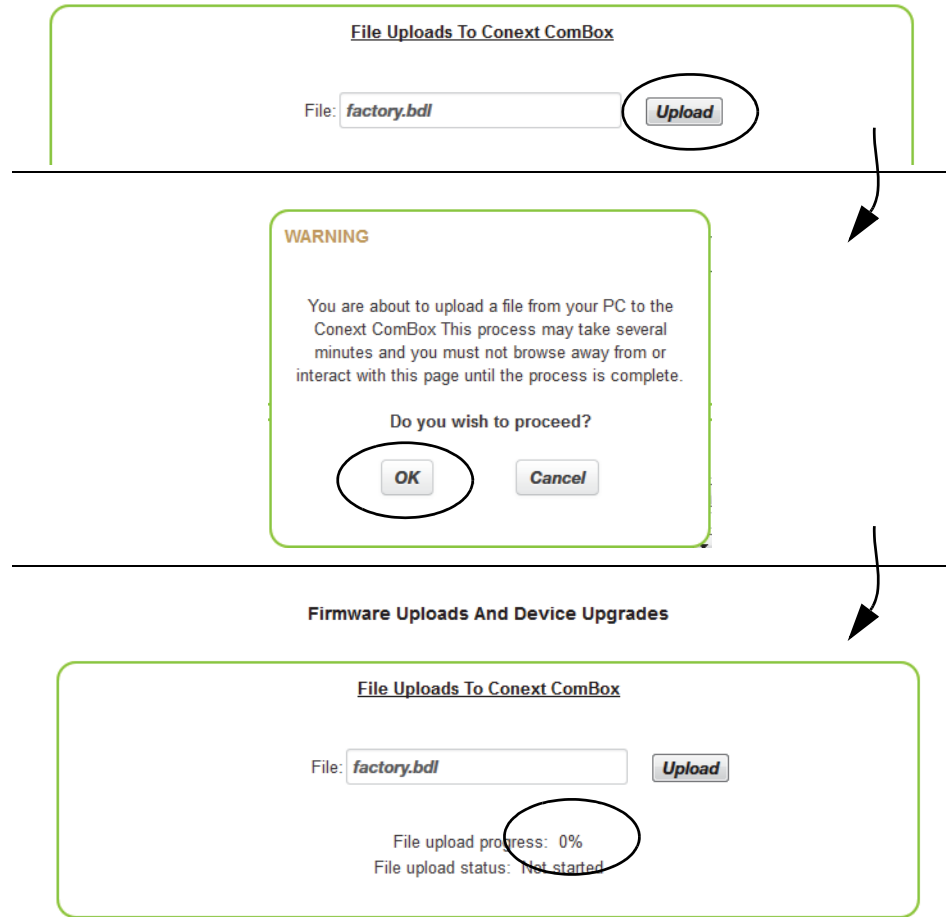 File Uploads To Conext ComBox
File: factory.bdl Upload
WARNING
You are about to upload a file from your PC to the
Conext ComBox This process may take several
minutes and you must not browse away from or
interact with this page until the process is complete.
Do you wish to proceed?
OK Cancel
Firmware Uploads And Device Upgrades
File Uploads To Conext ComBox
File: factory.bdl Upload
File upload progress: 0%
File upload status: Not started